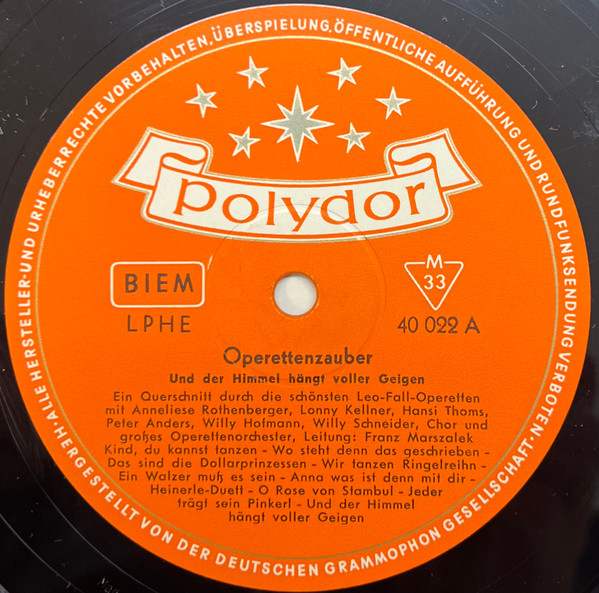 ALLE HERSTELLER- UND URHEBERRECHTE VORBEHALTEN. ÜBERSPIELUNG, ÖFFENTLICHE AUFFÜHRUNG UND RUNDFUNKSENDUNG VERBOTEN.
polydor
BIEM
LPHE
M
33
40 022 A
Operettenzauber
Und der Himmel hängt voller Geigen
Ein Querschnitt durch die schönsten Leo-Fall-Operetten
mit Anneliese Rothenberger, Lonny Kellner, Hansi Thoms,
Peter Anders, Willy Hofmann, Willy Schneider, Chor und
großes Operettenorchester, Leitung: Franz Marszalek
Kind, du kannst tanzen - Wo steht denn das geschrieben -
Das sind die Dollarprinzessen - Wir tanzen Ringelreihn -
Ein Walzer muß es sein - Anna was ist denn mit dir -
Heinerle-Duett - O Rose von Stambul - Jeder
trägt sein Pinkerl - Und der Himmel
hängt voller Geigen
HERGESTELLT VON DER DEUTSCHEN GRAMMOPHON GESELLSCHAFT